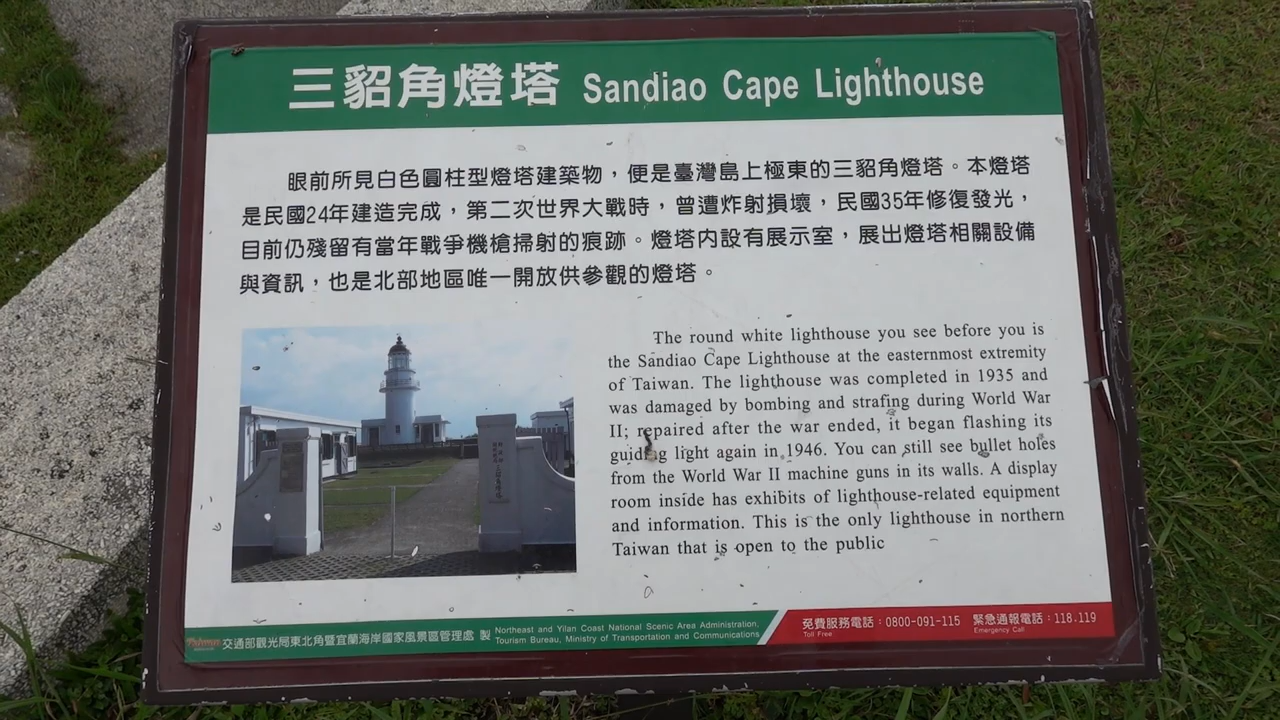 三貂角燈塔 Sandiao Cape Lighthouse
眼前所見白色圓柱型燈塔建築物，便是臺灣島上極東的三貂角燈塔。本燈塔
是民國24年建造完成，第二次世界大戰時，曾遭炸射損壞，民國35年修復發光，
目前仍殘留有當年戰爭機槍掃射的痕跡。燈塔內設有展示室，展出燈塔相關設備
與資訊，也是北部地區唯一開放供參觀的燈塔。
The round white lighthouse you see before you is
the Sandiao Cape Lighthouse at the easternmost extremity
of Taiwan. The lighthouse was completed in 1935 and
was damaged by bombing and strafing during World War
II; repaired after the war ended, it began flashing its
guiding light again in 1946. You can still see bullet holes
from the World War II machine guns in its walls. A display
room inside has exhibits of lighthouse-related equipment
and information. This is the only lighthouse in northern
Taiwan that is open to the public
交通部觀光局東北角暨宜蘭海岸國家風景區管理處 製
Northeast and Yilan Coast National Scenic Area Administration,
Tourism Bureau, Ministry of Transportation and Communications
免費服務電話：0800-091-115
Toll Free
緊急通報電話：118.119
Emergency Call